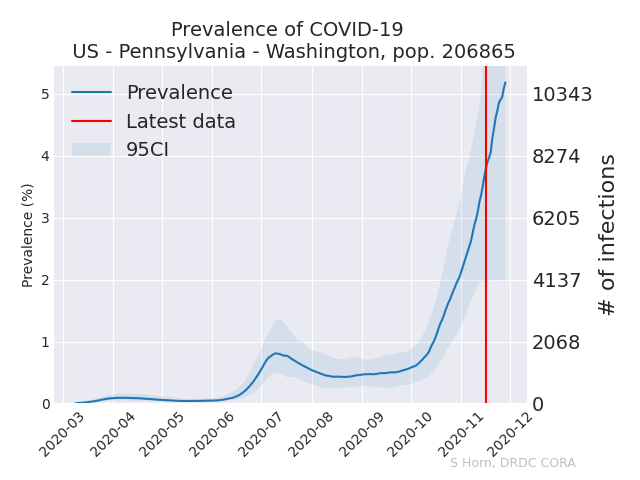 Prevalence of COVID-19
US - Pennsylvania - Washington, pop. 206865
Prevalence
Latest data
95CI
Prevalence (%)
5
4
3
2
1
0
10343
8274
6205
4137
2068
0
# of infections
2020-03
2020-04
2020-05
2020-06
2020-07
2020-08
2020-09
2020-10
2020-11
2020-12
S Horn, DRDC CORA